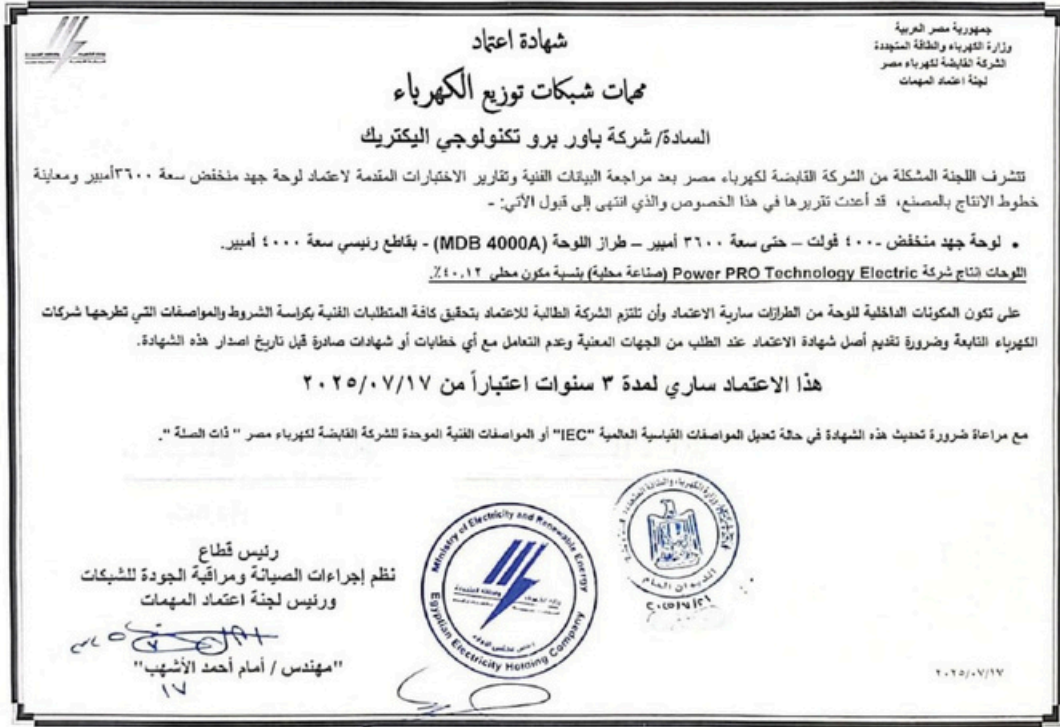 جمهورية مصر العربية
وزارة الكهرباء والطاقة المتجددة
الشركة القابضة لكهرباء مصر
لجنة اعتماد المهمات
شهادة اعتماد
مهمات شبكات توزيع الكهرباء
السادة/ شركة باور برو تكنولوجي اليكتريك
تتشرف اللجنة المشكلة من الشركة القابضة لكهرباء مصر بعد مراجعة البيانات الفنية وتقارير الاختبارات المقدمة لاعتماد لوحة جهد منخفض سعة ٣٦٠٠أمبير ومعاينة
خطوط الانتاج بالمصنع، قد أعدت تقريرها في هذا الخصوص والذي انتهى إلى قبول الآتي: -
• لوحة جهد منخفض -٤٠٠ فولت – حتى سعة ٣٦٠٠ أمبير – طراز اللوحة (MDB 4000A) - بقاطع رئيسي سعة ٤٠٠٠ أمبير.
اللوحات إنتاج شركة Power PRO Technology Electric (صناعة محلية) بنسبة مكون محلى ٤٠.١٢٪.
على تكون المكونات الداخلية للوحة من الطرازات سارية الاعتماد وأن تلتزم الشركة الطالبة للاعتماد بتحقيق كافة المتطلبات الفنية بكراسة الشروط والمواصفات التي تطرحها شركات
الكهرباء التابعة وضرورة تقديم أصل شهادة الاعتماد عند الطلب من الجهات المعنية وعدم التعامل مع أي خطابات أو شهادات صادرة قبل تاريخ اصدار هذه الشهادة.
هذا الاعتماد ساري لمدة ٣ سنوات اعتباراً من ٢٠٢٥/٠٧/١٧
مع مراعاة ضرورة تحديث هذه الشهادة في حالة تعديل المواصفات القياسية العالمية "IEC" أو المواصفات الفنية الموحدة للشركة القابضة لكهرباء مصر " ذات الصلة ".
رئيس قطاع
نظم إجراءات الصيانة ومراقبة الجودة للشبكات
ورئيس لجنة اعتماد المهمات
"مهندس / أمام أحمد الأشهب"
١٧
Ministry of Electricity and Renewable Energy
Egyptian Electricity Holding Company
الديوان العام
٢٠٢٥/٠٧/١٧